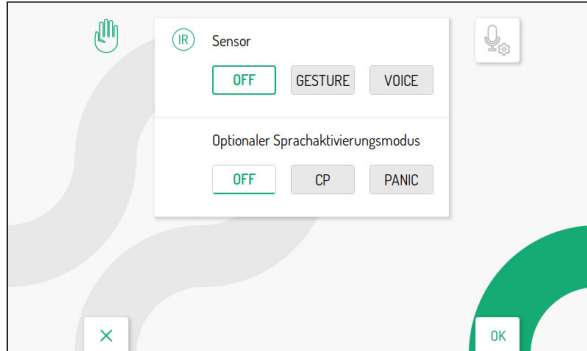 IR Sensor
OFF GESTURE VOICE
Optionaler Sprachaktivierungsmodus
OFF CP PANIC
OK